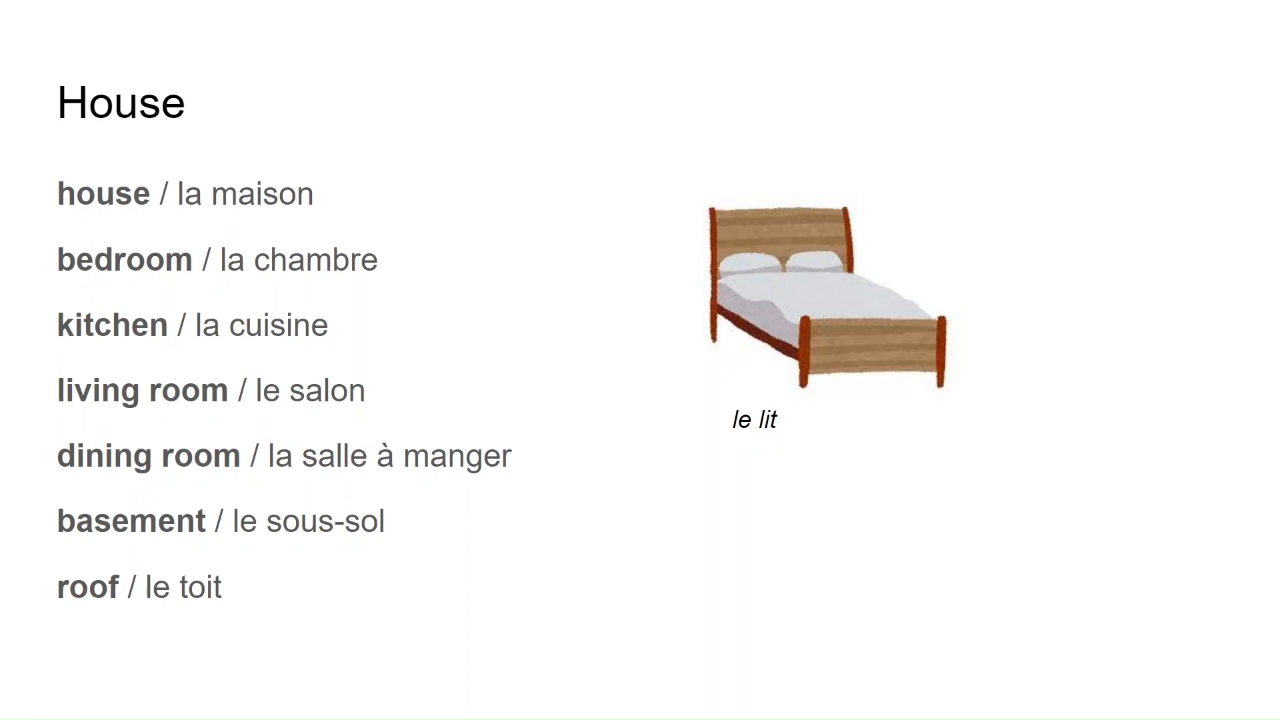 House
house / la maison
bedroom / la chambre
kitchen / la cuisine
living room / le salon
dining room / la salle à manger
basement / le sous-sol
roof / le toit
le lit